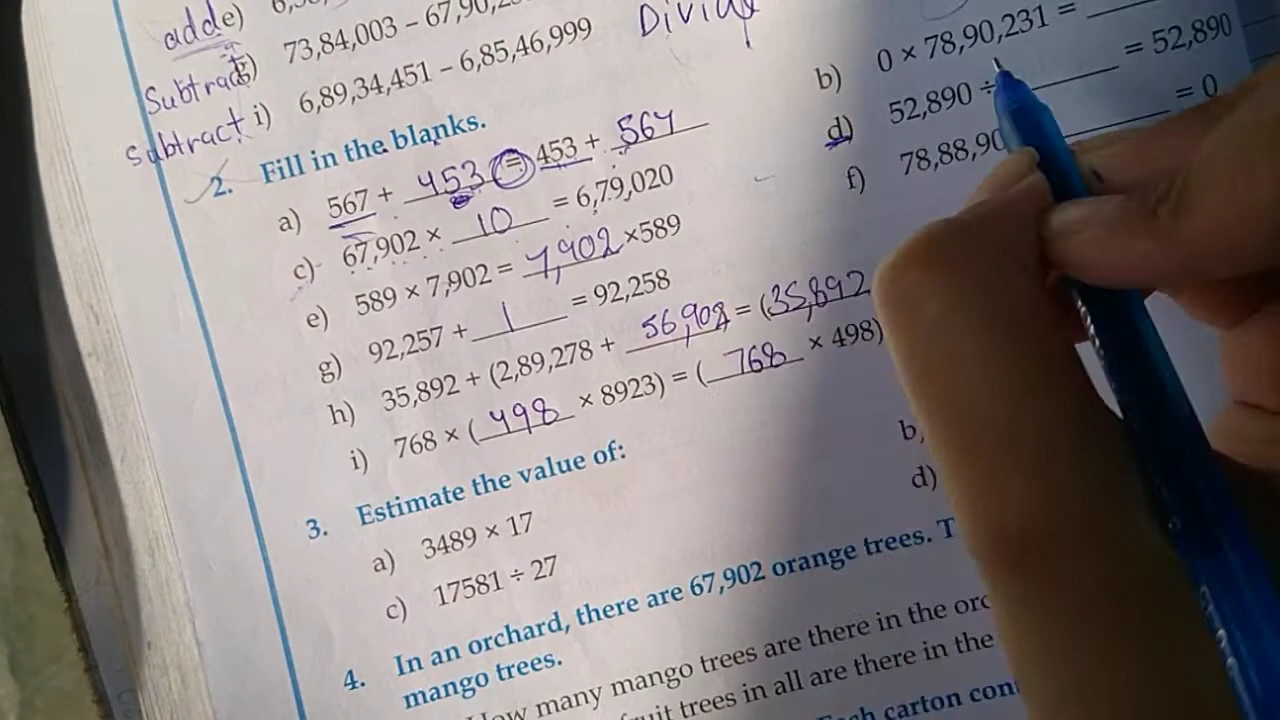 adde)
Subtract g) 73,84,003 – 67,90,2
subtract i) 6,89,34,451 – 6,85,46,999
2. Fill in the blanks.
a) 567 + 453 = 453 + 567
b) 0 × 78,90,231 =
c) 67,902 × 10 = 6,79,020
d) 52,890 ÷ = 52,890
e) 589 × 7,902 = 7,902 × 589
f) 78,88,90 = 0
g) 92,257 + 1 = 92,258
h) 35,892 + (2,89,278 + 56,902 = (35,892
i) 768 × ( 498 × 8923) = ( 768 × 498)
3. Estimate the value of:
a) 3489 × 17
b)
c) 17581 ÷ 27
d)
4. In an orchard, there are 67,902 orange trees. T
mango trees.
How many mango trees are there in the orc
fruit trees in all are there in the
Each carton con